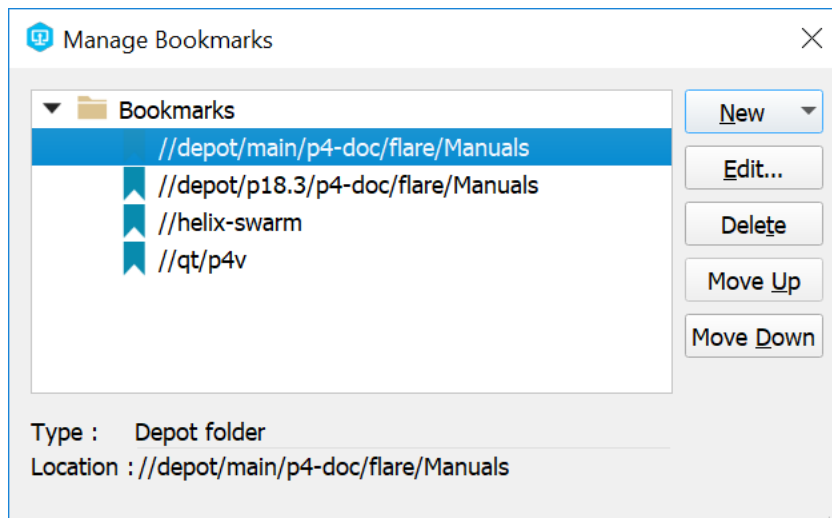 Manage Bookmarks
Bookmarks
//depot/main/p4-doc/flare/Manuals
//depot/p18.3/p4-doc/flare/Manuals
//helix-swarm
//qt/p4v
New
Edit...
Delete
Move Up
Move Down
Type : Depot folder
Location ://depot/main/p4-doc/flare/Manuals